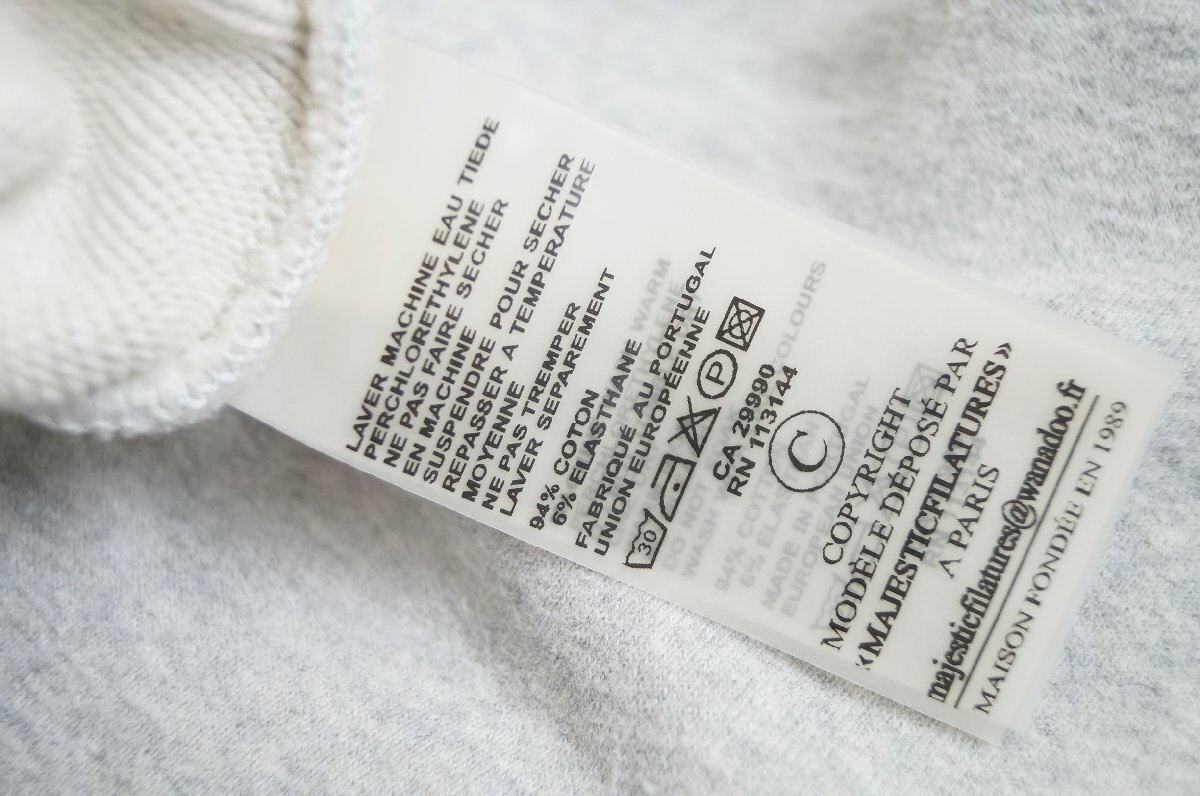 LAVER MACHINE EAU TIEDE
PERCHLORETHYLENE
NE PAS FAIRE SECHER
EN MACHINE
SUSPENDRE POUR SECHER
REPASSER A TEMPERATURE
MOYENNE
NE PAS TREMPER
LAVER SEPAREMENT
94% COTON
6% ELASTHANE
FABRIQUÉ AU PORTUGAL
UNION EUROPÉENNE
30 P
CA 29990
RN 113144
©
COPYRIGHT
MODÈLE DÉPOSÉ PAR
«MAJESTICFILATURES»
A PARIS
majesticfilatures@wanadoo.fr
MAISON FONDÉE EN 1989